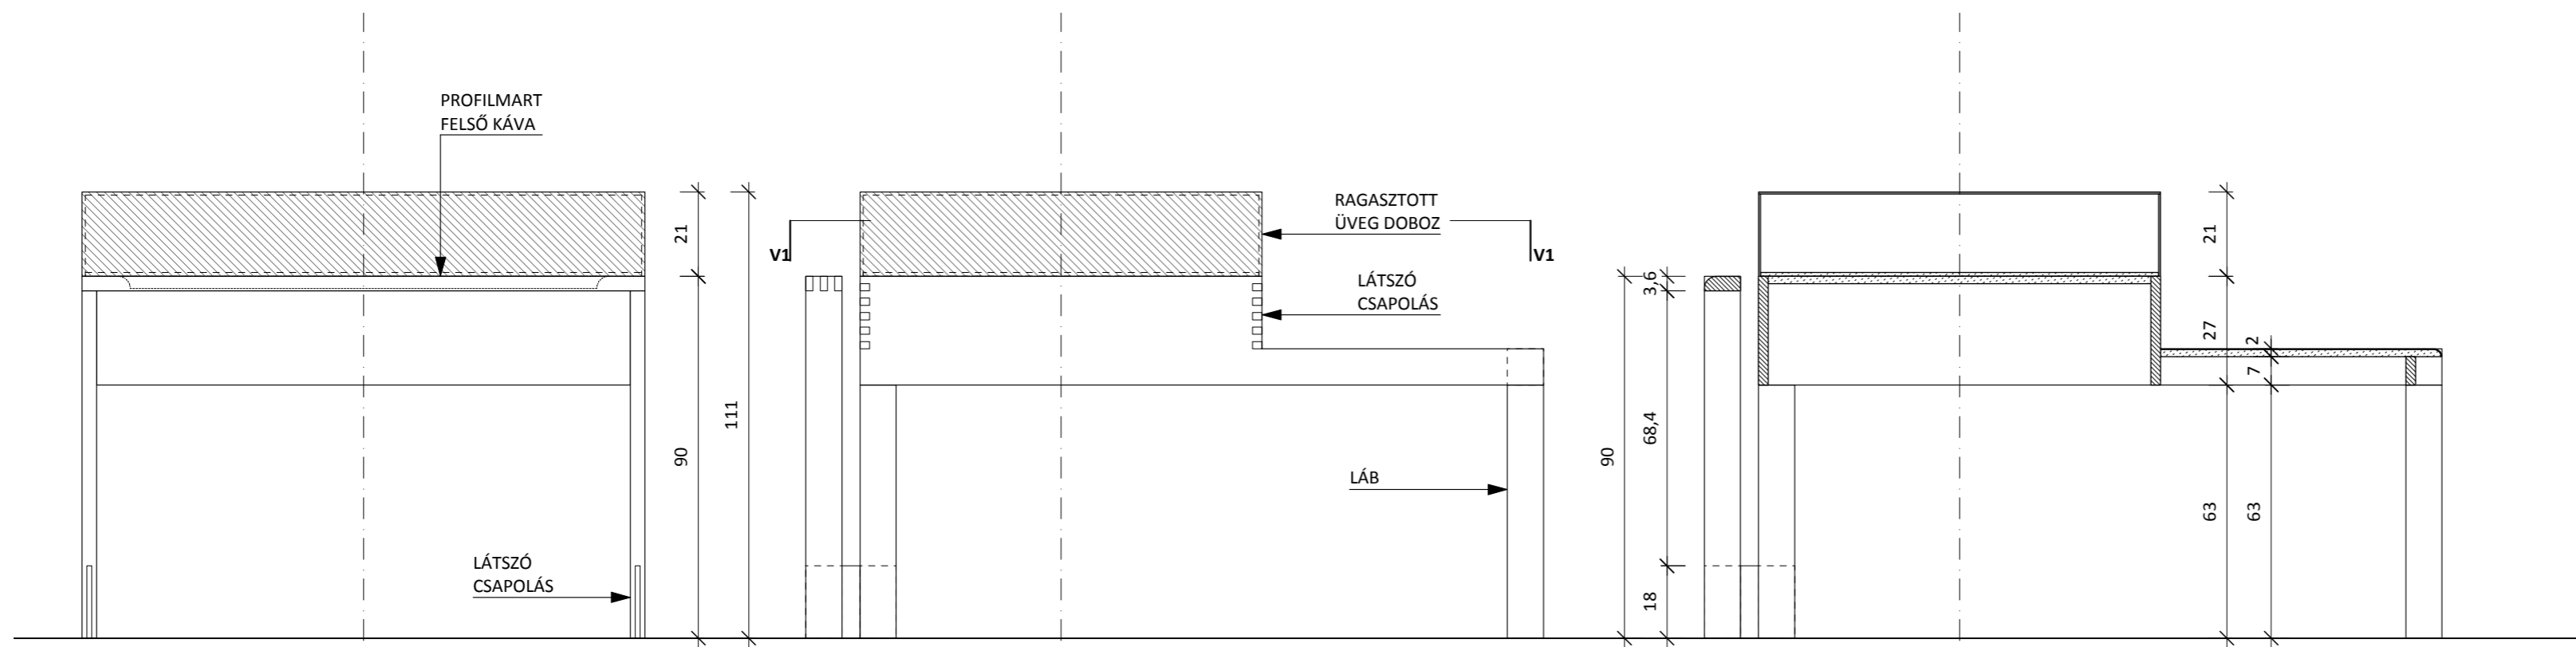 PROFILMART
FELSŐ KÁVA
21
90
111
LÁTSZÓ
CSAPOLÁS
V1
RAGASZTOTT
ÜVEG DOBOZ
V1
LÁTSZÓ
CSAPOLÁS
LÁB
3,6
68,4
90
18
21
27
2
7
63
63